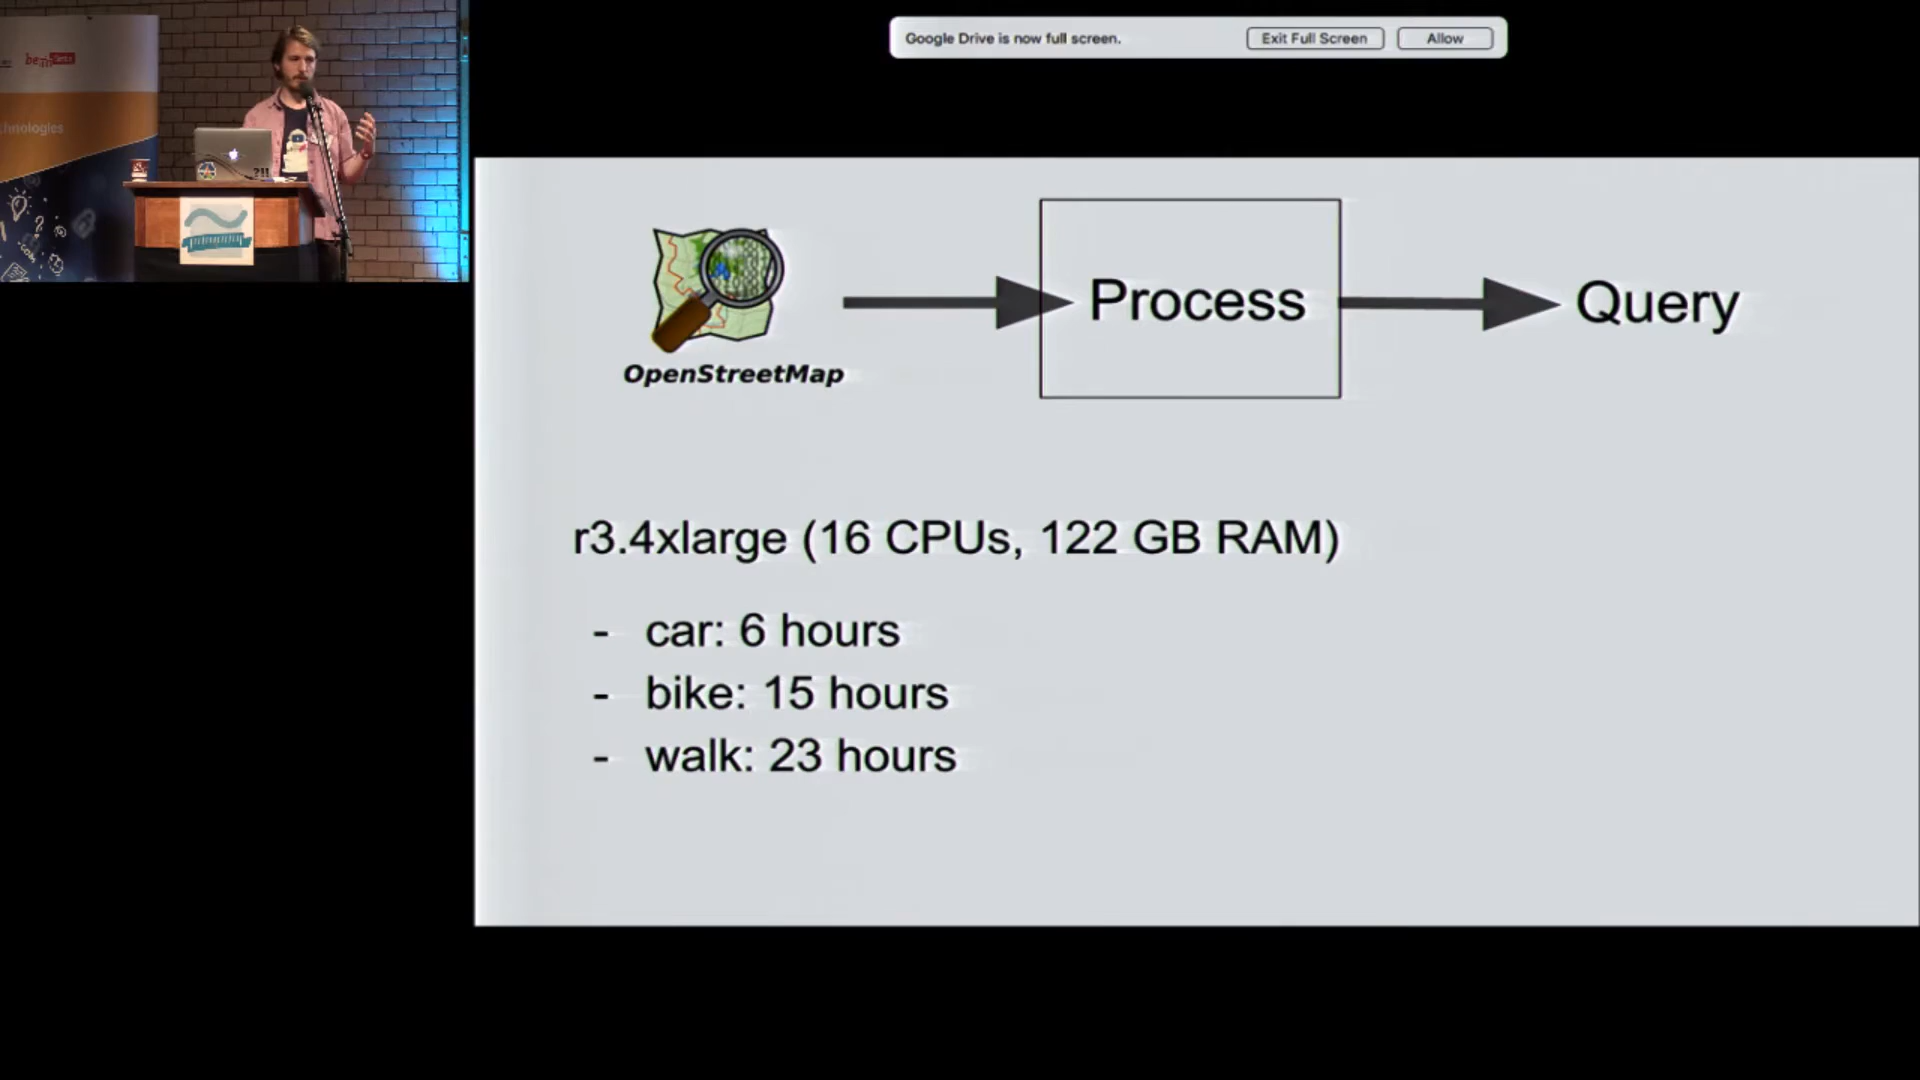 Google Drive is now full screen.
Exit Full Screen
Allow
Process
Query
OpenStreetMap
r3.4xlarge (16 CPUs, 122 GB RAM)
- car: 6 hours
- bike: 15 hours
- walk: 23 hours
?!!